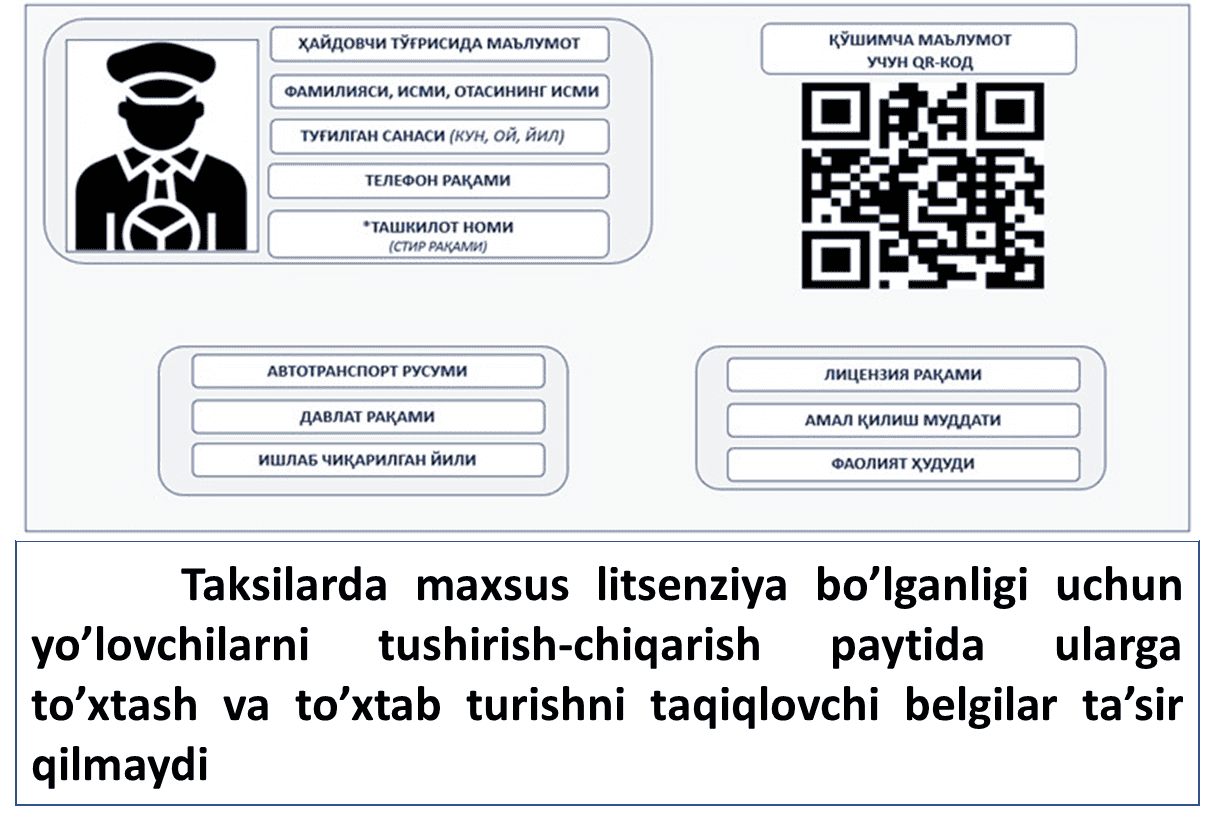 ҲАЙДОВЧИ ТЎҒРИСИДА МАЪЛУМОТ
ФАМИЛИЯСИ, ИСМИ, ОТАСИНИНГ ИСМИ
ТУҒИЛГАН САНАСИ (КУН, ОЙ, ЙИЛ)
ТЕЛЕФОН РАҚАМИ
*ТАШКИЛОТ НОМИ
(СТИР РАҚАМИ)
ҚЎШИМЧА МАЪЛУМОТ
УЧУН QR-КОД
АВТОТРАНСПОРТ РУСУМИ
ДАВЛАТ РАҚАМИ
ИШЛАБ ЧИҚАРИЛГАН ЙИЛИ
ЛИЦЕНЗИЯ РАҚАМИ
АМАЛ ҚИЛИШ МУДДАТИ
ФАОЛИЯТ ҲУДУДИ
Taksilarda maxsus litsenziya bo’lganligi uchun
yo’lovchilarni tushirish-chiqarish paytida ularga
to’xtash va to’xtab turishni taqiqlovchi belgilar ta’sir
qilmaydi